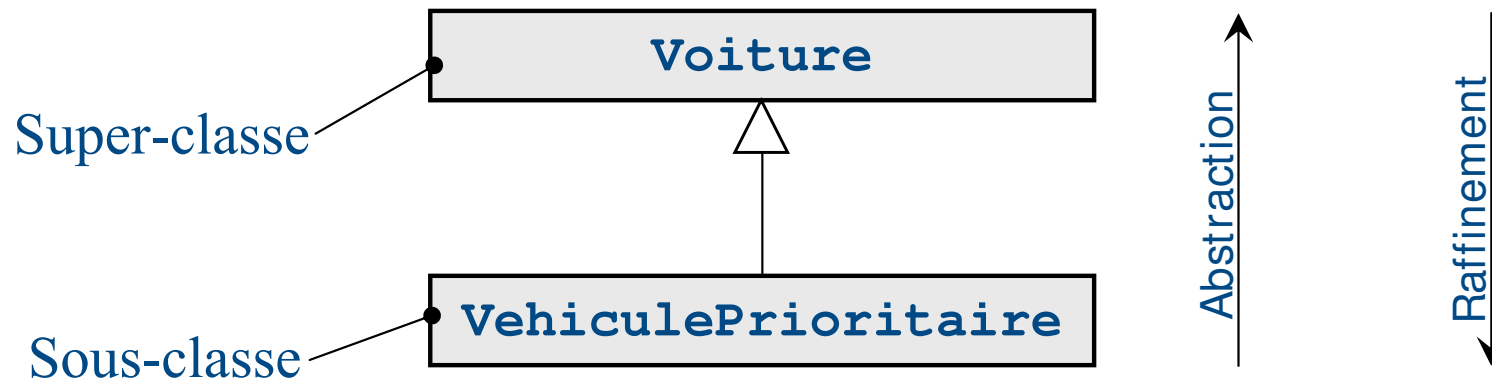 Voiture
Super-classe
Abstraction
Raffinement
VehiculePrioritaire
Sous-classe